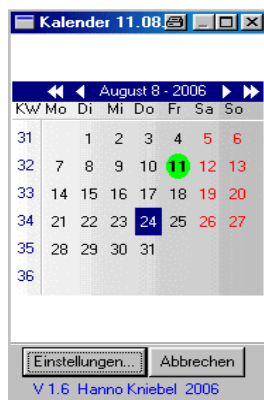 Kalender 11.08.
August 8 - 2006
KW Mo Di Mi Do Fr Sa So
31 1 2 3 4 5 6
32 7 8 9 10 11 12 13
33 14 15 16 17 18 19 20
34 21 22 23 24 25 26 27
35 28 29 30 31
36
Einstellungen... Abbrechen
V 1.6 Hanno Kniebel 2006